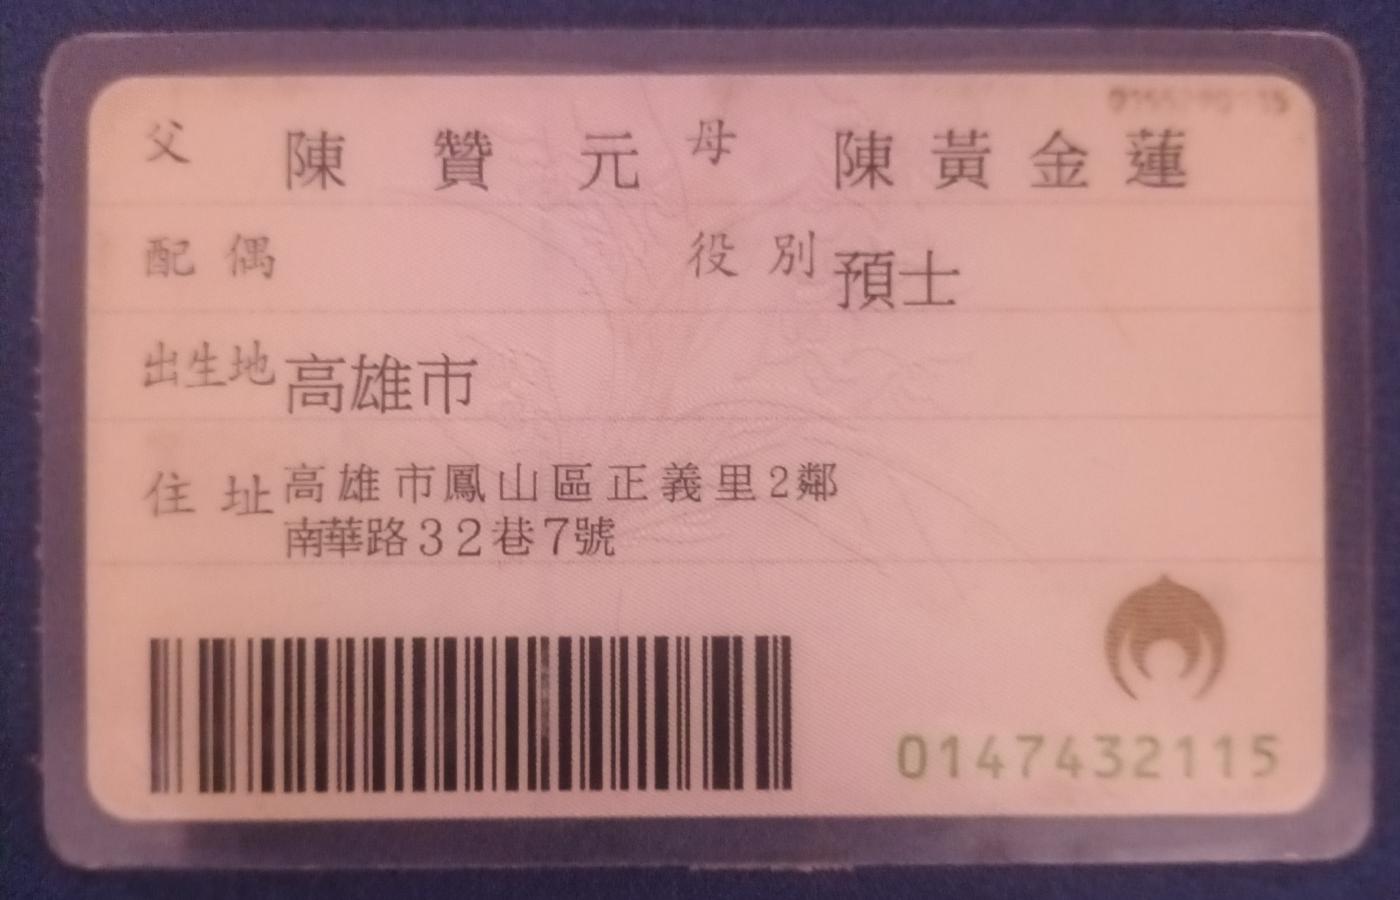 父 陳贊元 母 陳黃金蓮
配偶 役別 預士
出生地 高雄市
住址 高雄市鳳山區正義里2鄰
南華路32巷7號
0147432115